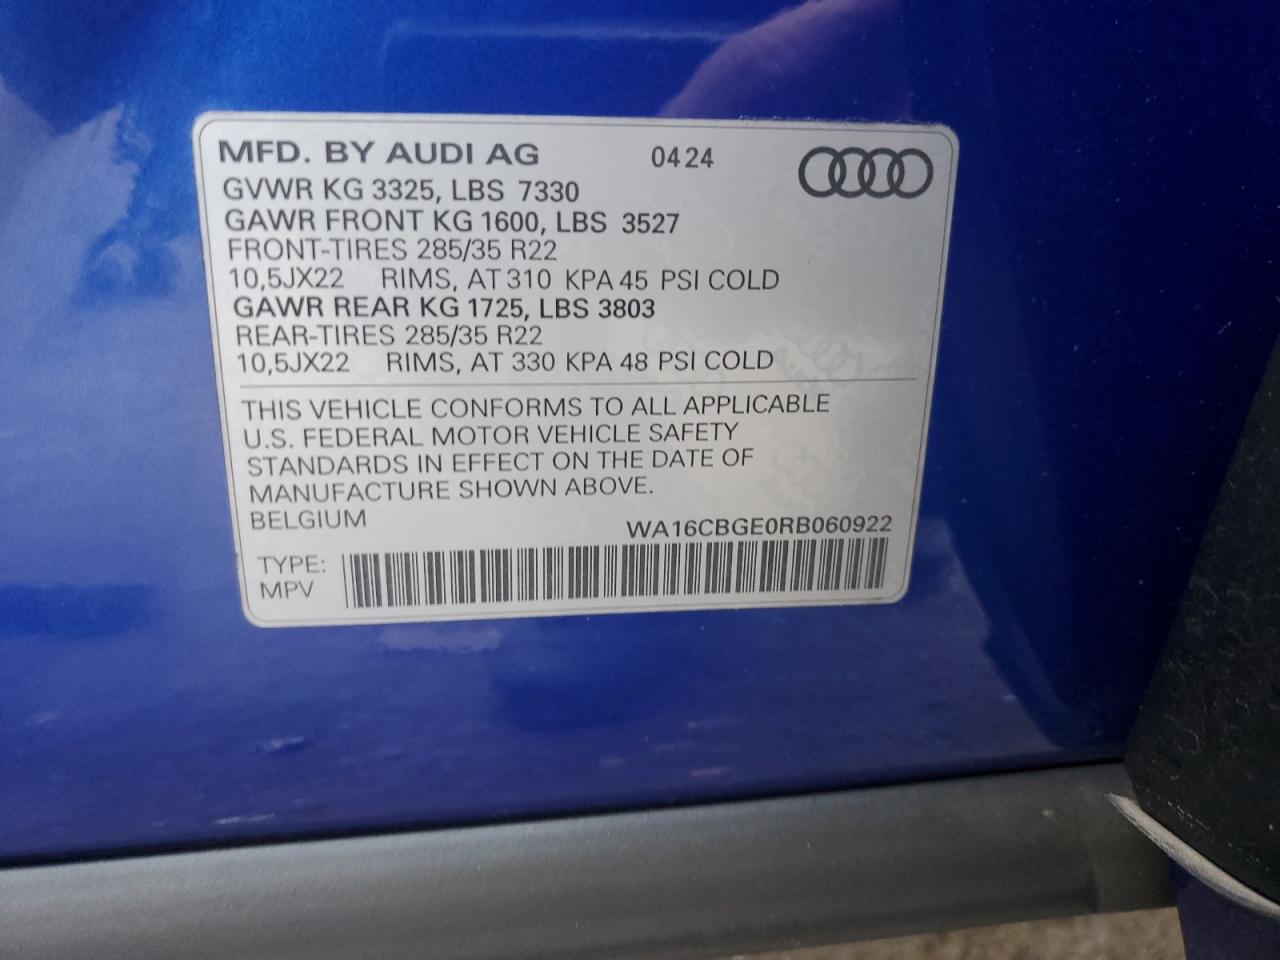 MFD. BY AUDI AG 0424
GVWR KG 3325, LBS 7330
GAWR FRONT KG 1600, LBS 3527
FRONT-TIRES 285/35 R22
10,5JX22 RIMS, AT 310 KPA 45 PSI COLD
GAWR REAR KG 1725, LBS 3803
REAR-TIRES 285/35 R22
10,5JX22 RIMS, AT 330 KPA 48 PSI COLD
THIS VEHICLE CONFORMS TO ALL APPLICABLE
U.S. FEDERAL MOTOR VEHICLE SAFETY
STANDARDS IN EFFECT ON THE DATE OF
MANUFACTURE SHOWN ABOVE.
BELGIUM WA16CBGE0RB060922
TYPE:
MPV